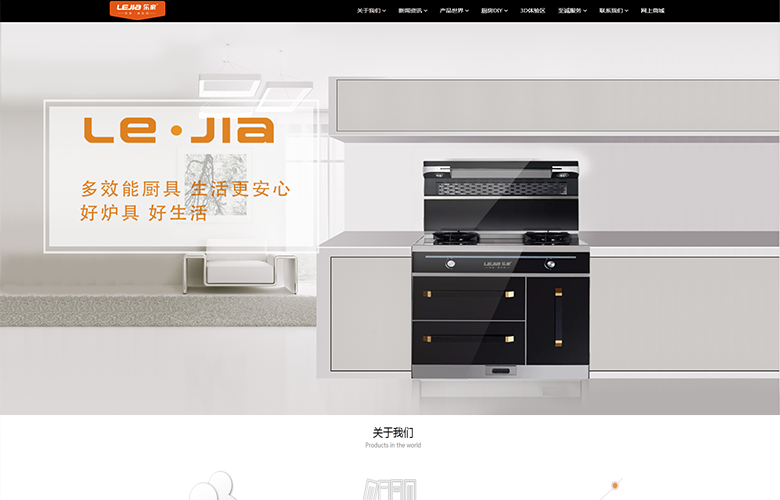 LEJIA 乐家
关于我们 新闻资讯 产品世界 厨房DIY 3D体验区 至诚服务 联系我们 网上商城
Le·JIa
多效能厨具 生活更安心
好炉具 好生活
LEJIA 乐家
关于我们
Products in the world